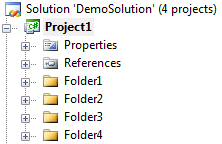 Solution 'DemoSolution' (4 projects)
Project1
Properties
References
Folder1
Folder2
Folder3
Folder4